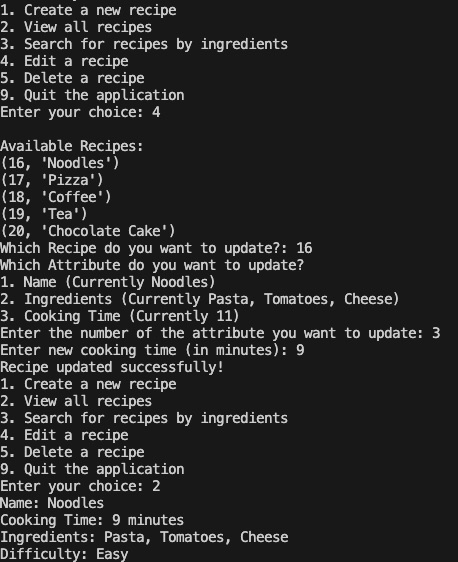 1. Create a new recipe
2. View all recipes
3. Search for recipes by ingredients
4. Edit a recipe
5. Delete a recipe
9. Quit the application
Enter your choice: 4

Available Recipes:
(16, 'Noodles')
(17, 'Pizza')
(18, 'Coffee')
(19, 'Tea')
(20, 'Chocolate Cake')
Which Recipe do you want to update?: 16
Which Attribute do you want to update?
1. Name (Currently Noodles)
2. Ingredients (Currently Pasta, Tomatoes, Cheese)
3. Cooking Time (Currently 11)
Enter the number of the attribute you want to update: 3
Enter new cooking time (in minutes): 9
Recipe updated successfully!
1. Create a new recipe
2. View all recipes
3. Search for recipes by ingredients
4. Edit a recipe
5. Delete a recipe
9. Quit the application
Enter your choice: 2
Name: Noodles
Cooking Time: 9 minutes
Ingredients: Pasta, Tomatoes, Cheese
Difficulty: Easy